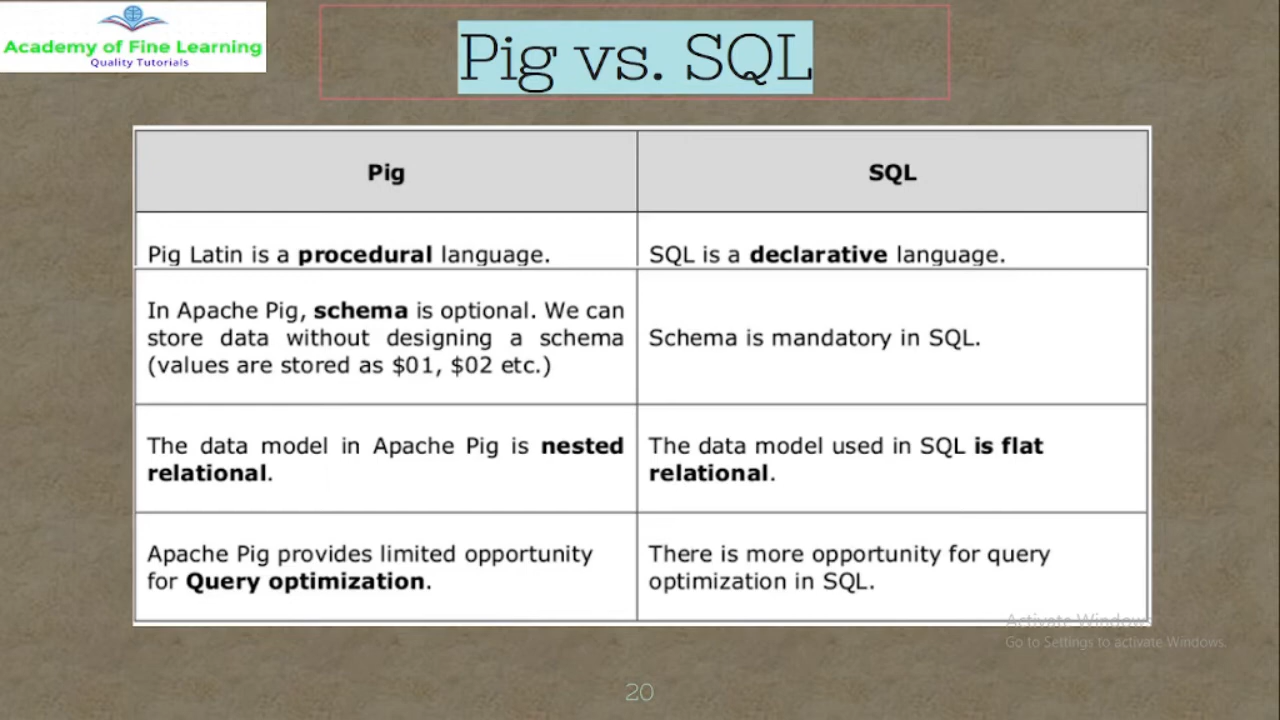 Academy of Fine Learning
Quality Tutorials
Pig vs. SQL
Pig
SQL
Pig Latin is a procedural language.
SQL is a declarative language.
In Apache Pig, schema is optional. We can
store data without designing a schema
(values are stored as $01, $02 etc.)
Schema is mandatory in SQL.
The data model in Apache Pig is nested
relational.
The data model used in SQL is flat
relational.
Apache Pig provides limited opportunity
for Query optimization.
There is more opportunity for query
optimization in SQL.
Activate Windows
Go to Settings to activate Windows.
20